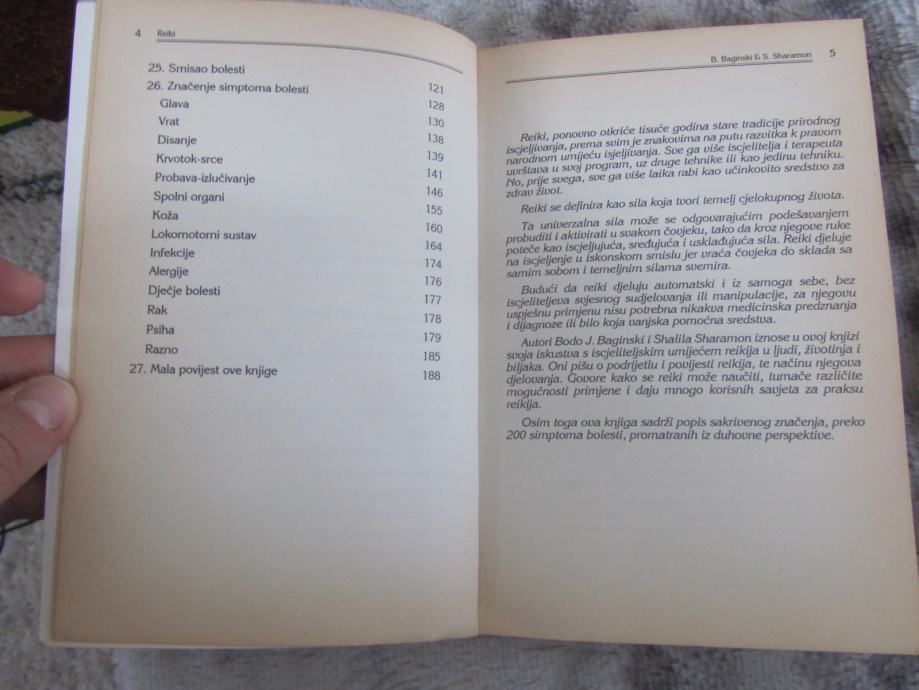 4 Reiki
25. Smisao bolesti 121
26. Značenje simptoma bolesti 128
Glava 130
Vrat 138
Disanje 139
Krvotok-srce 141
Probava-izlučivanje 146
Spolni organi 155
Koža 160
Lokomotorni sustav 164
Infekcije 174
Alergije 176
Dječje bolesti 177
Rak 178
Psiha 179
Razno 185
27. Mala povijest ove knjige 188
B. Baginski & S. Sharamon 5
Reiki, ponovno otkriće tisuće godina stare tradicije prirodnog
iscjeljivanja, prema svim je znakovima na putu razvitka k pravom
narodnom umijeću isjeljivanja. Sve ga više iscjelitelja i terapeuta
uvrštava u svoj program, uz druge tehnike ili kao jedinu tehniku.
No, prije svega, sve ga više laika rabi kao učinkovito sredstvo za
zdrav život.
Reiki se definira kao sila koja tvori temelj cjelokupnog života.
Ta univerzalna sila može se odgovarajućim podešavanjem
probuditi i aktivirati u svakom čovjeku, tako da kroz njegove ruke
poteče kao iscjeljujuća, sređujuća i usklađujuća sila. Reiki djeluje
na iscjeljenje u iskonskom smislu jer vraća čovjeka do sklada sa
samim sobom i temeljnim silama svemira.
Budući da reiki djeluju automatski i iz samoga sebe, bez
iscjeliteljeva svjesnog sudjelovanja ili manipulacije, za njegovu
uspješnu primjenu nisu potrebna nikakva medicinska predznanja
i dijagnoze ili bilo koja vanjska pomoćna sredstva.
Autori Bodo J. Baginski i Shalila Sharamon iznose u ovoj knjizi
svoja iskustva s iscjeliteljskim umijećem reikija u ljudi, životinja i
biljaka. Oni pišu o podrijetlu i povijesti reikija, te načinu njegova
djelovanja. Govore kako se reiki može naučiti, tumače različite
mogućnosti primjene i daju mnogo korisnih savjeta za praksu
reikija.
Osim toga ova knjiga sadrži popis sakrivenog značenja, preko
200 simptoma bolesti, promatranih iz duhovne perspektive.